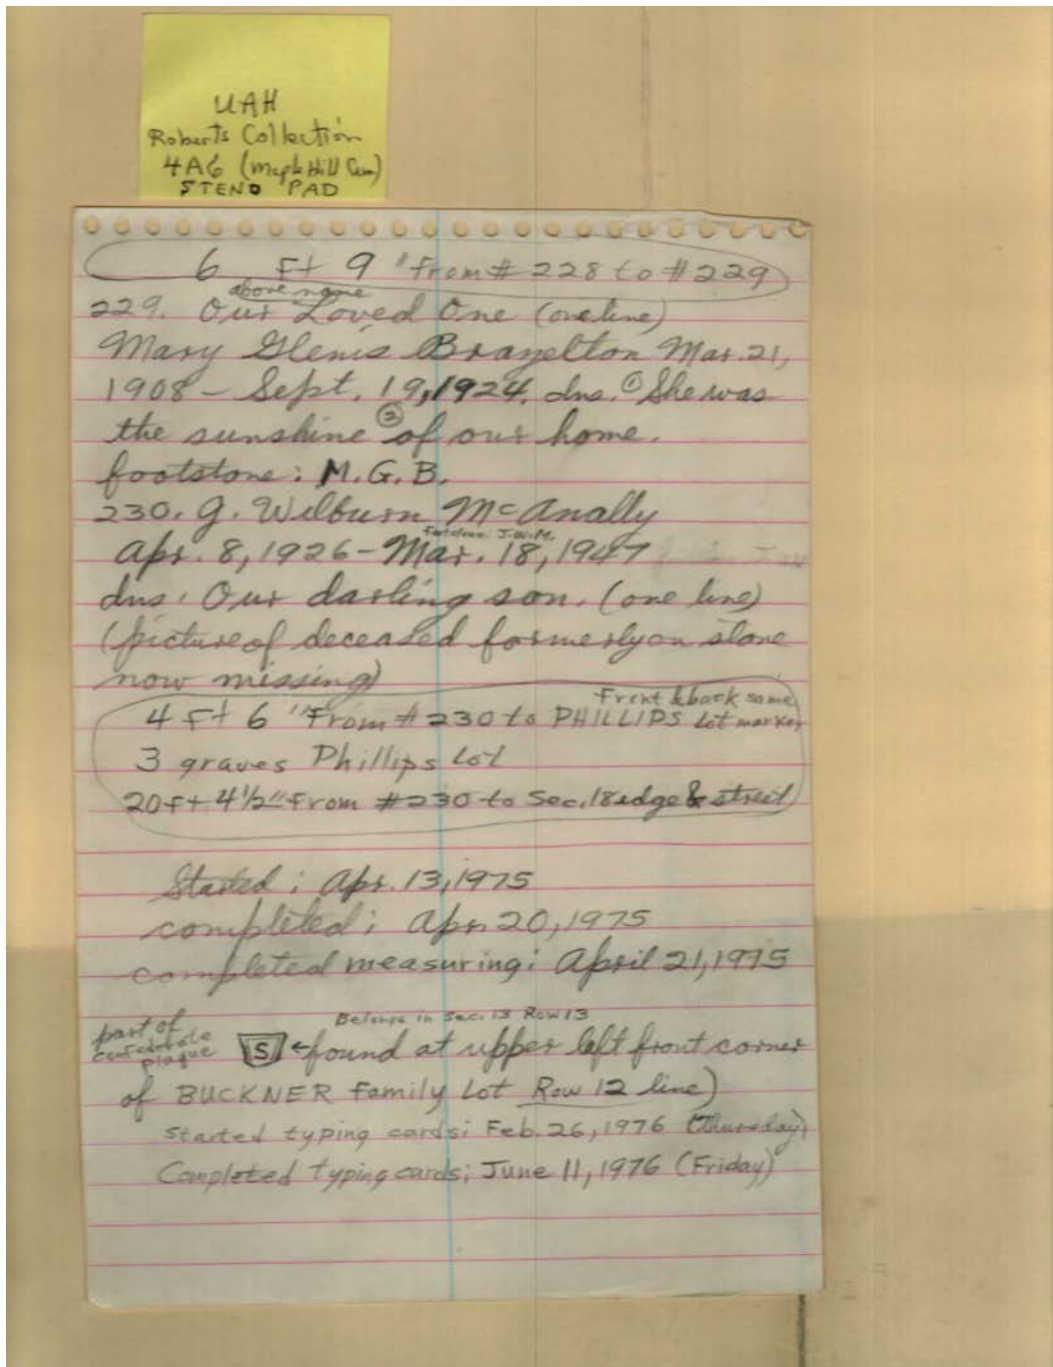 UAH
Roberts Collection
4A6 (Maple Hill Cem)
STENO PAD
6 Ft 9 "From # 228 to # 229
above name
229. Our Loved One (one line)
Mary Glenis Brazelton Mar. 21,
1908 - Sept. 19, 1924. dns. ① She was
the sunshine ② of our home.
footstone: M.G.B.
230. J. Wilburn McAnally
Footstone: J.W.M.
Apr. 8, 1926 - Mar. 18, 1947
dns. Our darling son. (one line)
(picture of deceased formerly on stone
now missing)
Front & back same
4 Ft 6 "From # 230 to PHILLIPS Lot marker
3 graves Phillips Lot
20 Ft 4 1/2" From # 230 to Sec. 18 edge & street
Started: Apr. 13, 1975
completed: Apr. 20, 1975
completed measuring: April 21, 1975
Belongs in Sec. 13 Row 13
part of
confederate
plaque
S ← found at upper left front corner
of BUCKNER Family Lot Row 12 line)
Started typing cards: Feb. 26, 1976 (Thursday)
Completed typing cards: June 11, 1976 (Friday)